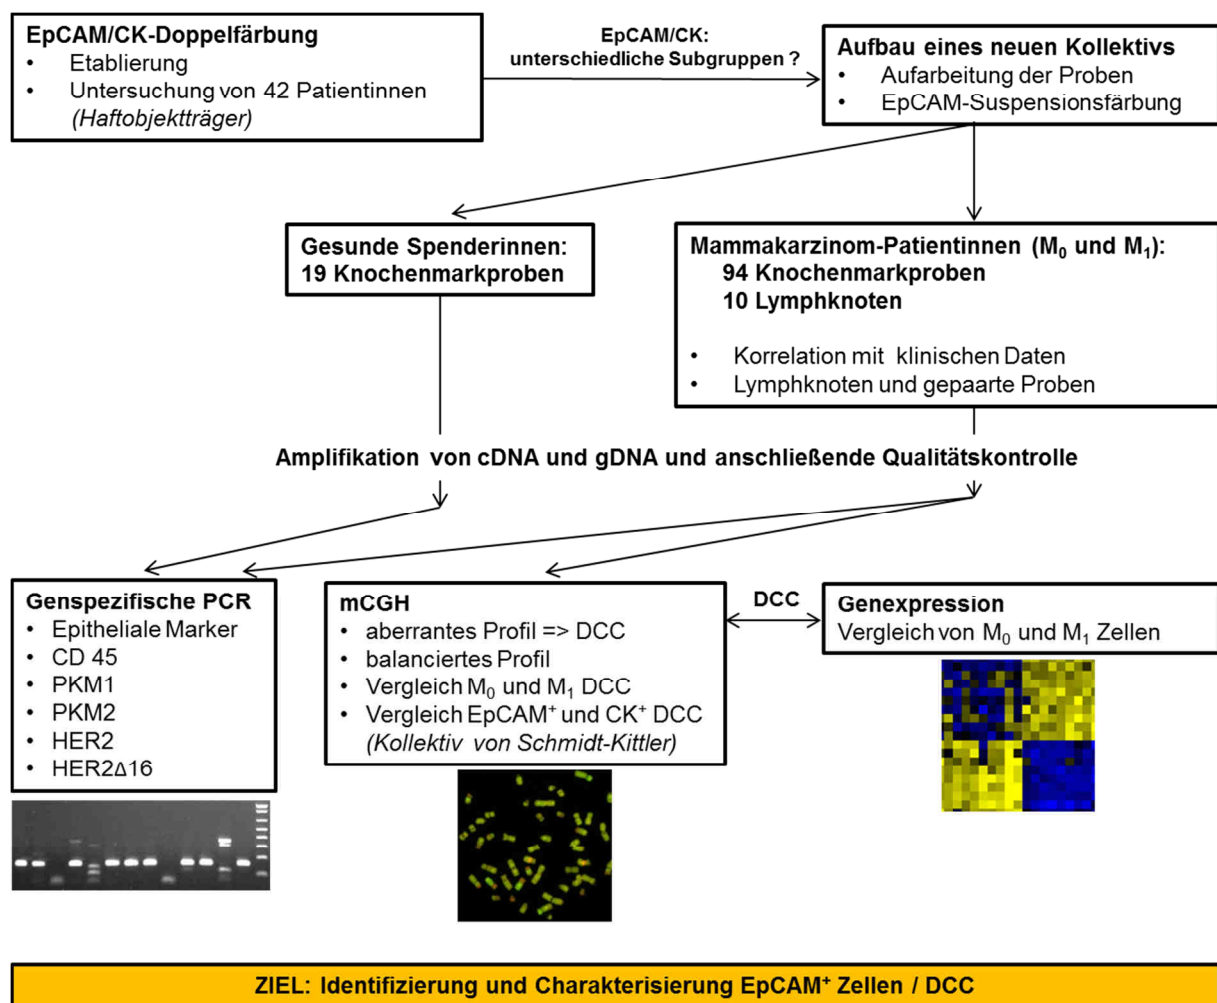 EpCAM/CK-Doppelfärbung
• Etablierung
• Untersuchung von 42 Patientinnen
(Haftobjektträger)
EpCAM/CK:
unterschiedliche Subgruppen ?
Aufbau eines neuen Kollektivs
• Aufarbeitung der Proben
• EpCAM-Suspensionsfärbung
Gesunde Spenderinnen:
19 Knochenmarkproben
Mammakarzinom-Patientinnen (M₀ und M₁):
94 Knochenmarkproben
10 Lymphknoten
• Korrelation mit klinischen Daten
• Lymphknoten und gepaarte Proben
Amplifikation von cDNA und gDNA und anschließende Qualitätskontrolle
Genspezifische PCR
• Epitheliale Marker
• CD 45
• PKM1
• PKM2
• HER2
• HER2Δ16
mCGH
• aberrantes Profil => DCC
• balanciertes Profil
• Vergleich M₀ und M₁ DCC
• Vergleich EpCAM⁺ und CK⁺ DCC
(Kollektiv von Schmidt-Kittler)
DCC
Genexpression
Vergleich von M₀ und M₁ Zellen
ZIEL: Identifizierung und Charakterisierung EpCAM⁺ Zellen / DCC